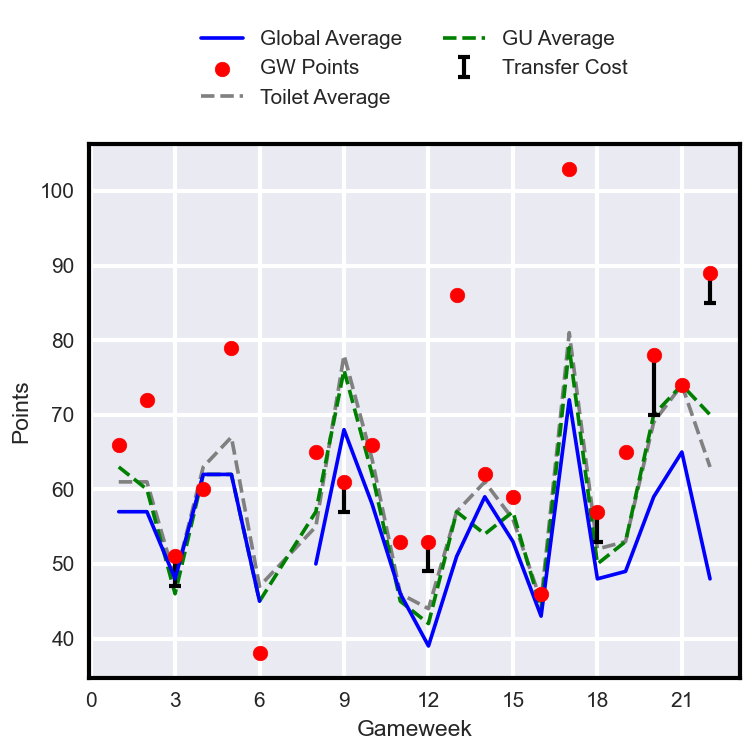 Global Average
GW Points
Toilet Average
GU Average
Transfer Cost
Points
100
90
80
70
60
50
40
0 3 6 9 12 15 18 21
Gameweek